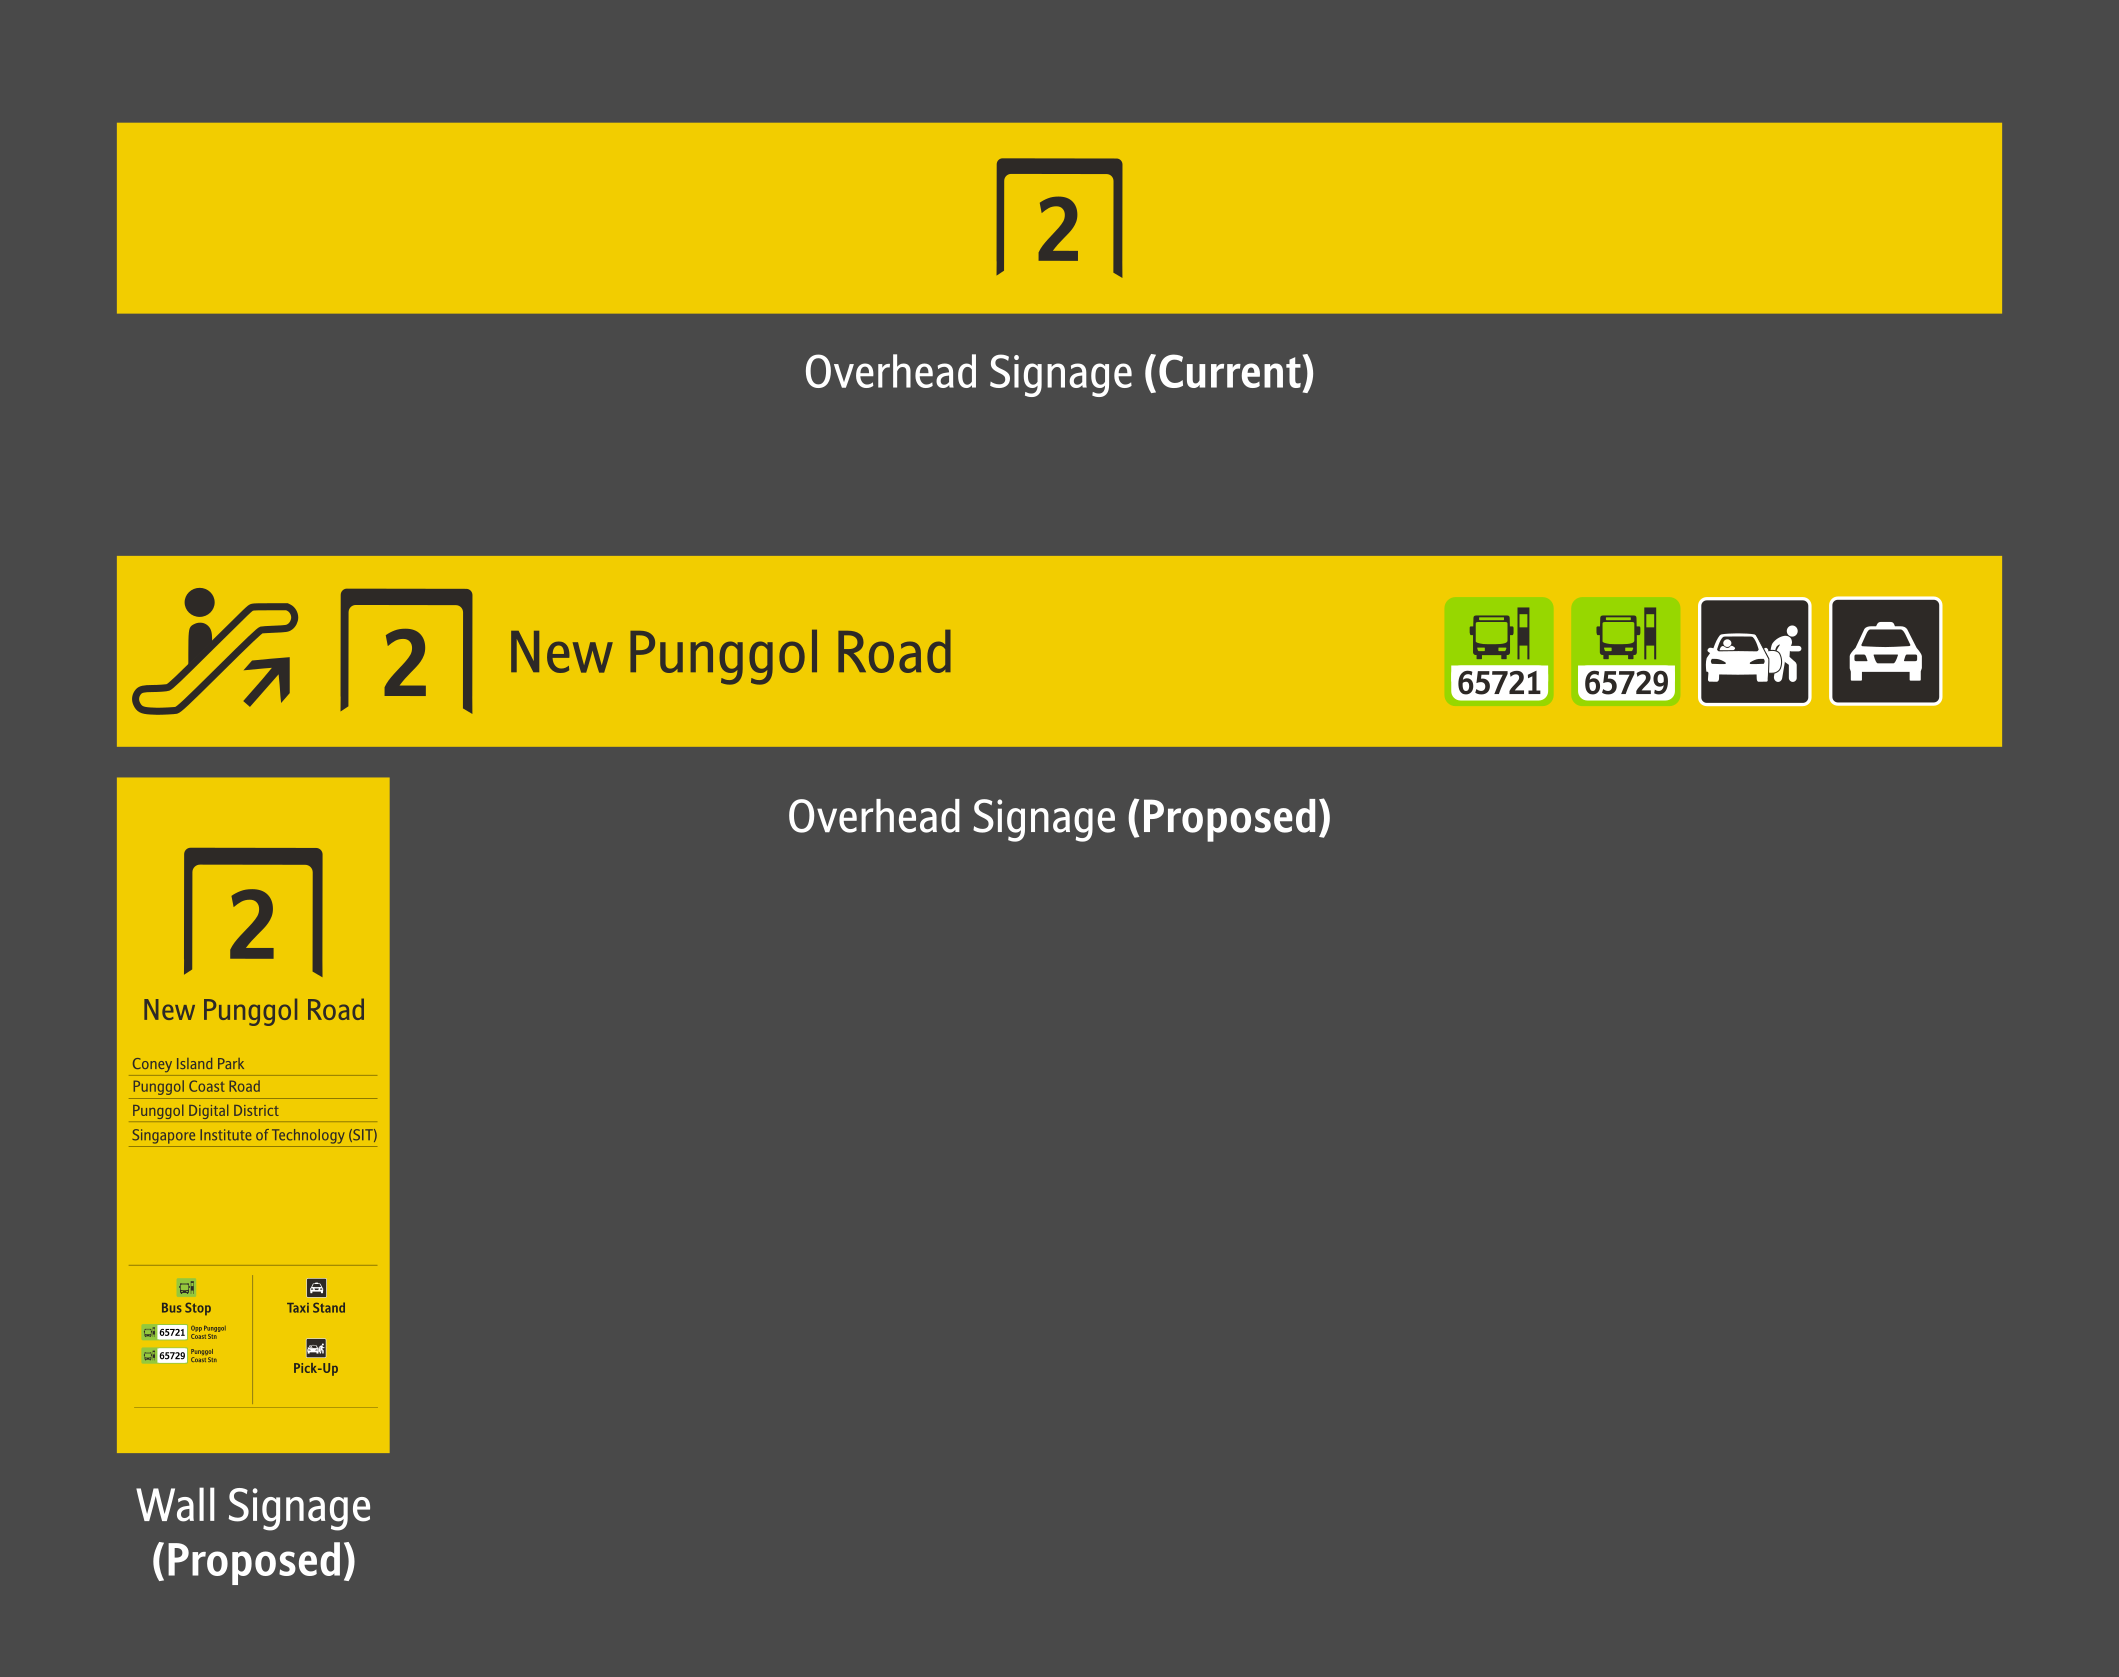 2
Overhead Signage (Current)
2 New Punggol Road 65721 65729
Overhead Signage (Proposed)
2
New Punggol Road
Coney Island Park
Punggol Coast Road
Punggol Digital District
Singapore Institute of Technology (SIT)
Bus Stop
65721 Opp Punggol
Coast Stn
65729 Punggol
Coast Stn
Taxi Stand
Pick-Up
Wall Signage
(Proposed)